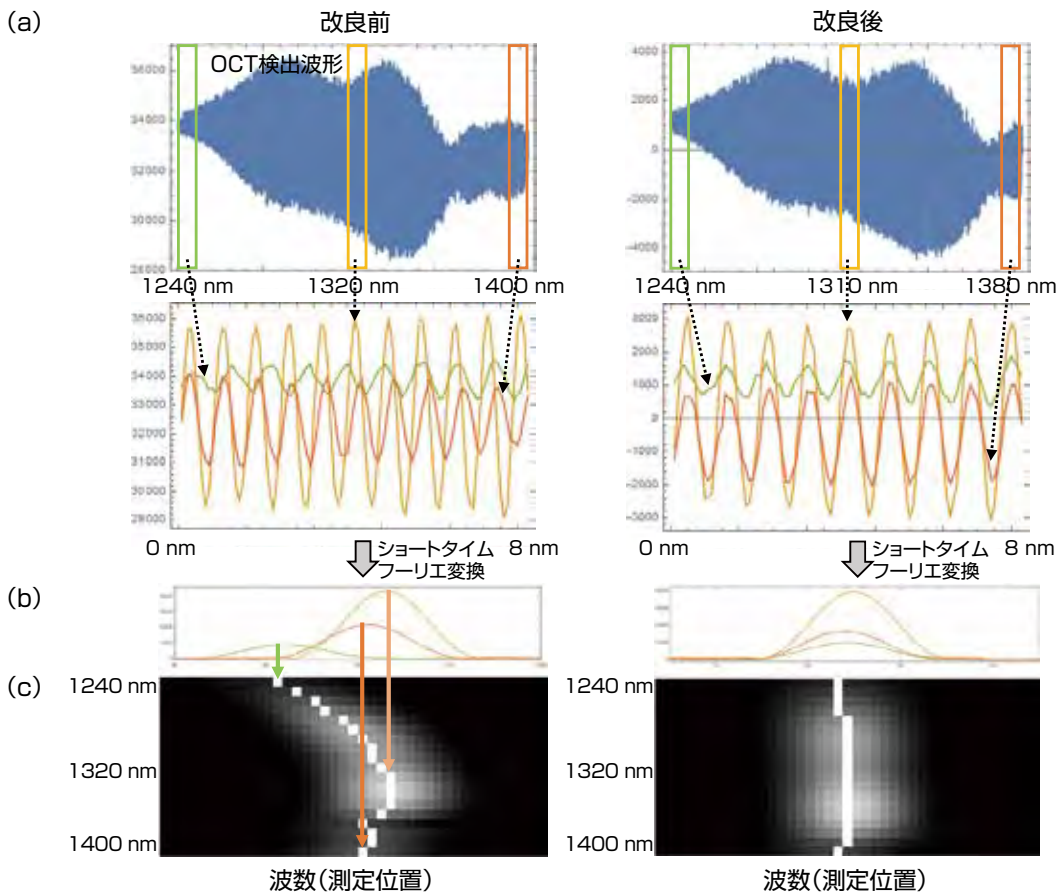 (a)
改良前
改良後
OCT検出波形
36000
34000
32000
30000
28000
4000
2000
0
-2000
-4000
1240 nm
1320 nm
1400 nm
1240 nm
1310 nm
1380 nm
35000
34000
33000
32000
31000
30000
29000
2000
1000
0
-1000
-2000
-3000
0 nm
8 nm
0 nm
8 nm
ショートタイム
フーリエ変換
ショートタイム
フーリエ変換
(b)
(c)
1240 nm
1320 nm
1400 nm
1240 nm
1320 nm
1400 nm
波数(測定位置)
波数(測定位置)